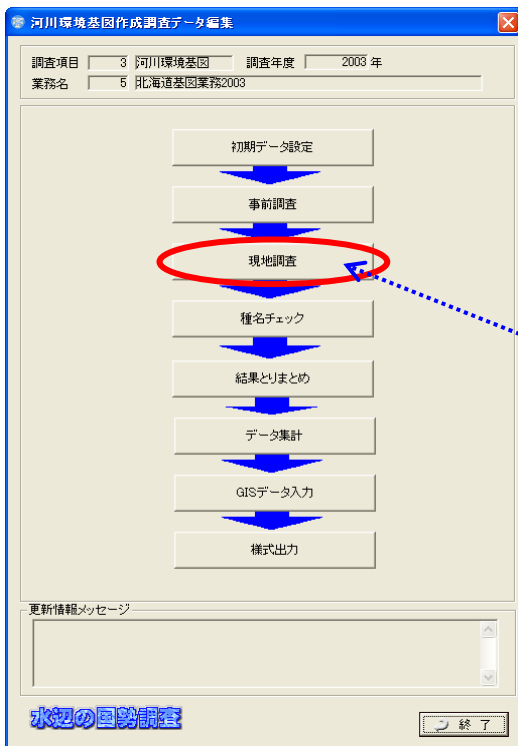 河川環境基図作成調査データ編集
調査項目 3 河川環境基図 調査年度 2003 年
業務名 5 北海道基図業務2003
初期データ設定
事前調査
現地調査
種名チェック
結果とりまとめ
データ集計
GISデータ入力
様式出力
更新情報メッセージ
水辺の国勢調査
終 了